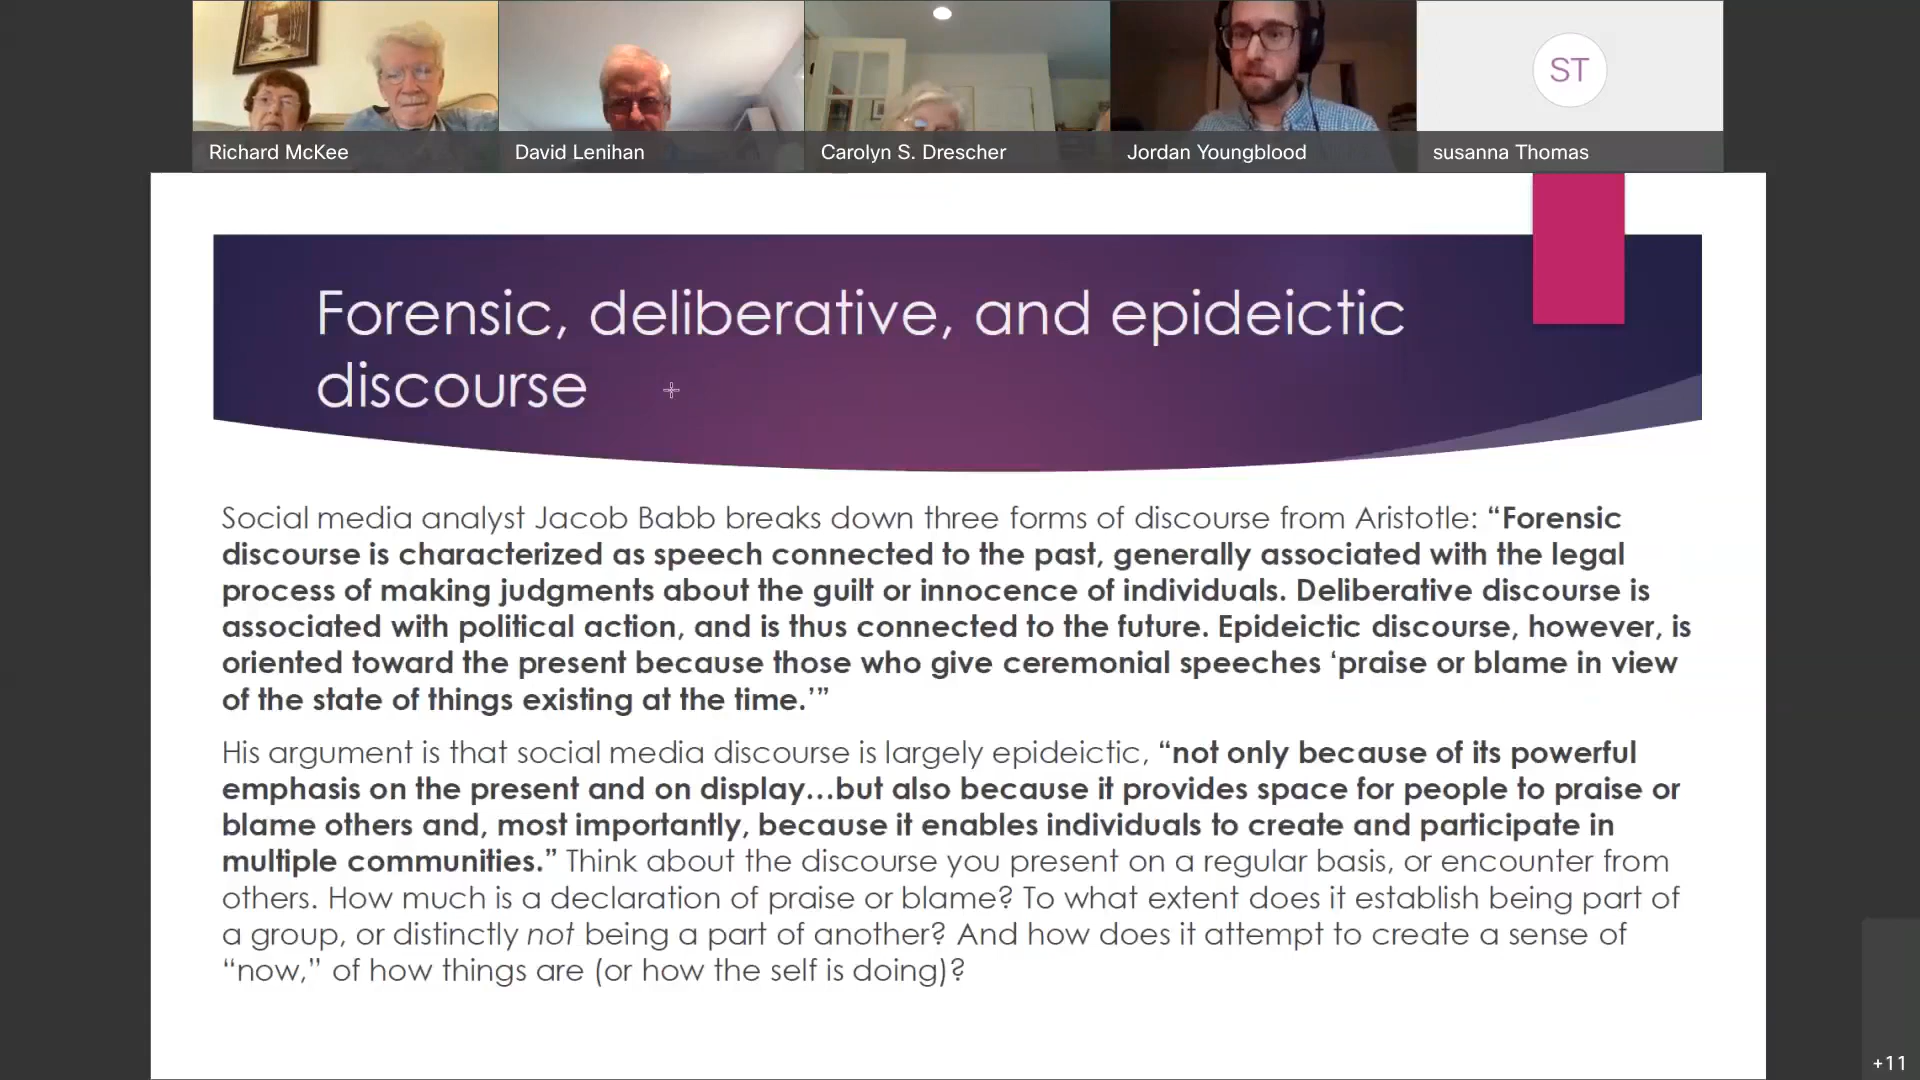 Richard McKee
David Lenihan
Carolyn S. Drescher
Jordan Youngblood
ST
susanna Thomas
Forensic, deliberative, and epideictic
discourse
Social media analyst Jacob Babb breaks down three forms of discourse from Aristotle: “Forensic
discourse is characterized as speech connected to the past, generally associated with the legal
process of making judgments about the guilt or innocence of individuals. Deliberative discourse is
associated with political action, and is thus connected to the future. Epideictic discourse, however, is
oriented toward the present because those who give ceremonial speeches ‘praise or blame in view
of the state of things existing at the time.’”
His argument is that social media discourse is largely epideictic, “not only because of its powerful
emphasis on the present and on display…but also because it provides space for people to praise or
blame others and, most importantly, because it enables individuals to create and participate in
multiple communities.” Think about the discourse you present on a regular basis, or encounter from
others. How much is a declaration of praise or blame? To what extent does it establish being part of
a group, or distinctly not being a part of another? And how does it attempt to create a sense of
“now,” of how things are (or how the self is doing)?
+11